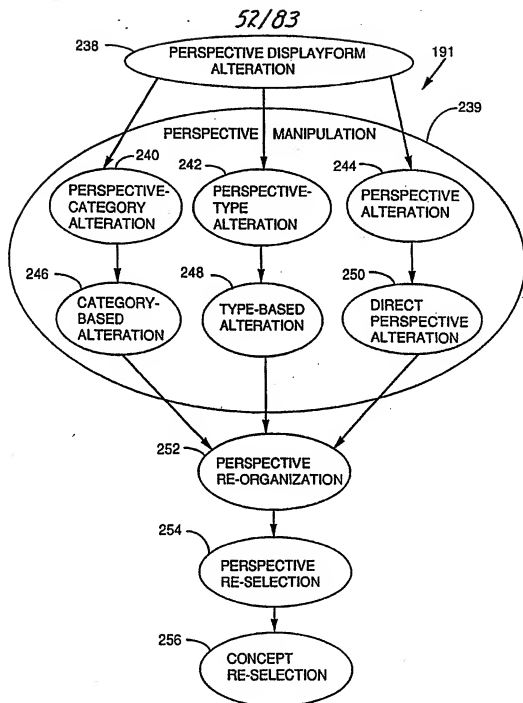 52/83
238
PERSPECTIVE DISPLAYFORM
ALTERATION
191
239
PERSPECTIVE MANIPULATION
240
242
244
PERSPECTIVE-
CATEGORY
ALTERATION
PERSPECTIVE-
TYPE
ALTERATION
PERSPECTIVE
ALTERATION
246
248
250
CATEGORY-
BASED
ALTERATION
TYPE-BASED
ALTERATION
DIRECT
PERSPECTIVE
ALTERATION
252
PERSPECTIVE
RE-ORGANIZATION
254
PERSPECTIVE
RE-SELECTION
256
CONCEPT
RE-SELECTION